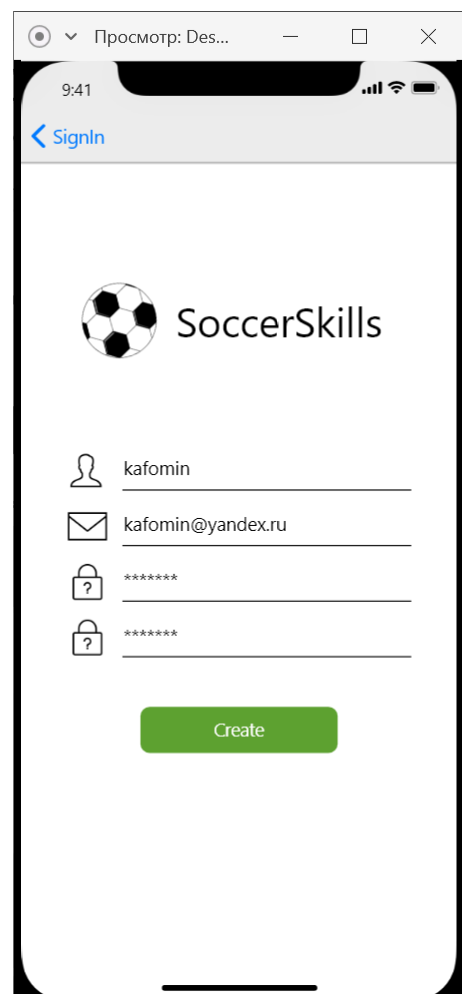 Просмотр: Des...
9:41
SignIn
SoccerSkills
kafomin
kafomin@yandex.ru
*******
*******
Create